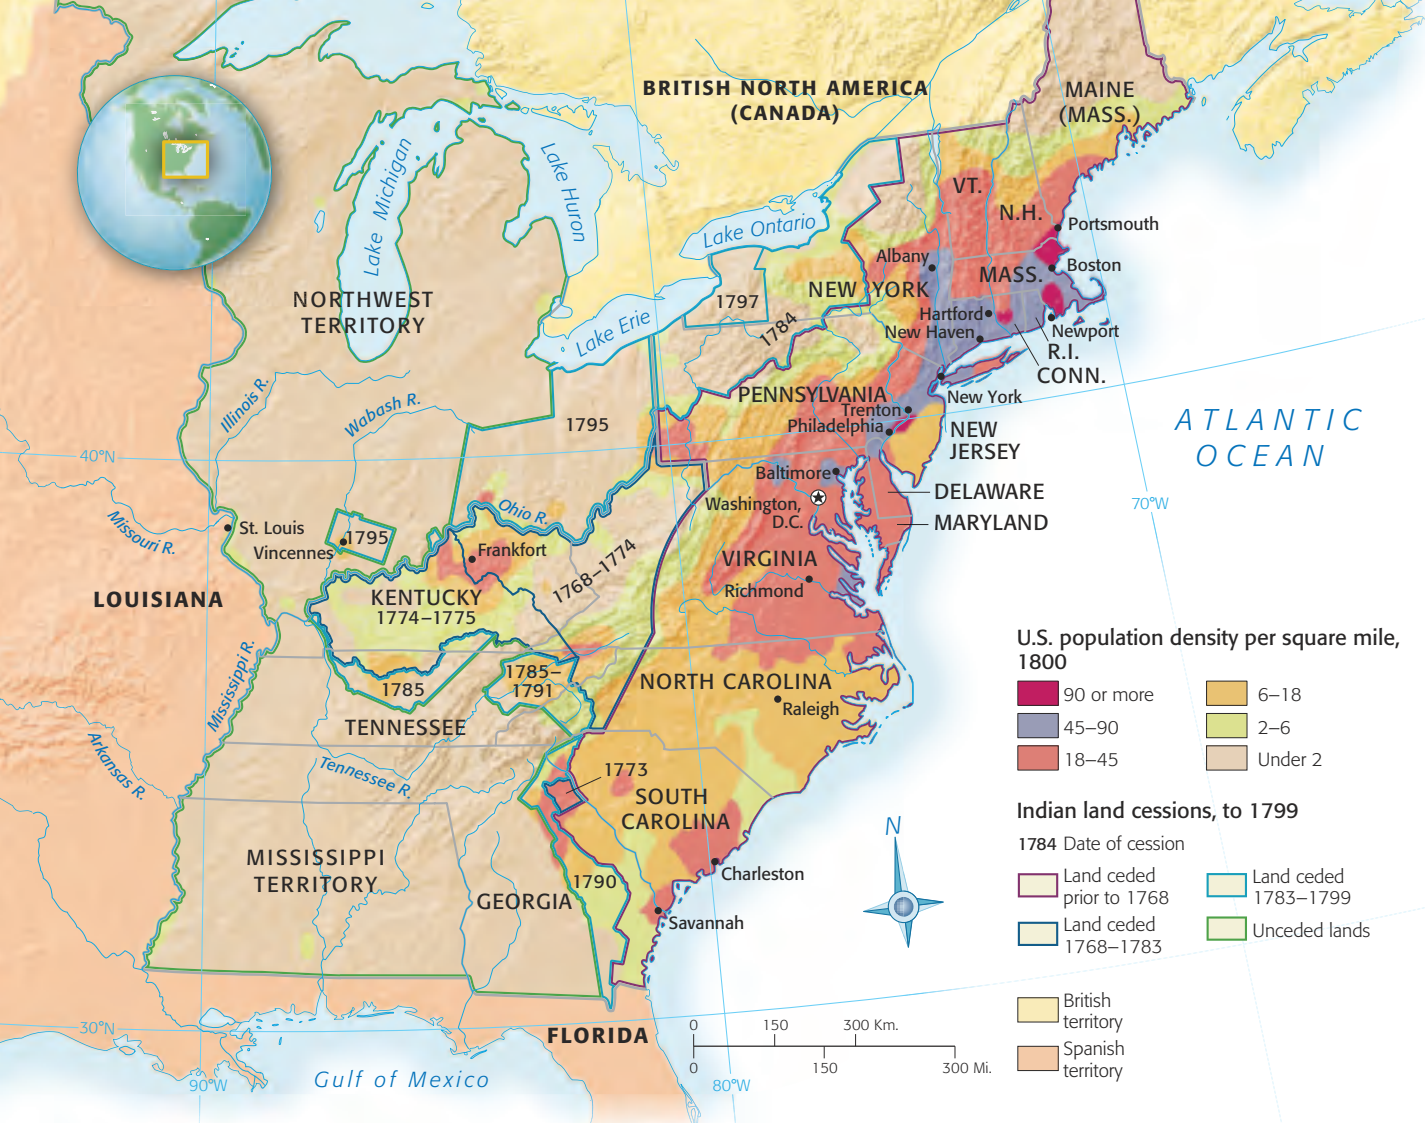 BRITISH NORTH AMERICA
(CANADA)
MAINE
(MASS.)
Lake Michigan
Lake Huron
Lake Ontario
Lake Erie
VT.
N.H.
Portsmouth
Albany
MASS.
Boston
NEW YORK
NORTHWEST
TERRITORY
1797
1784
Hartford
New Haven
Newport
R.I.
CONN.
PENNSYLVANIA
New York
Trenton
Philadelphia
NEW
JERSEY
ATLANTIC
OCEAN
Illinois R.
Wabash R.
1795
40°N
Baltimore
Washington,
D.C.
DELAWARE
MARYLAND
70°W
Missouri R.
St. Louis
Vincennes
1795
Ohio R.
Frankfort
1768–1774
VIRGINIA
Richmond
LOUISIANA
KENTUCKY
1774–1775
Mississippi R.
1785
1785–
1791
NORTH CAROLINA
Raleigh
TENNESSEE
Arkansas R.
Tennessee R.
1773
SOUTH
CAROLINA
MISSISSIPPI
TERRITORY
GEORGIA
1790
Charleston
Savannah
30°N
FLORIDA
Gulf of Mexico
90°W
80°W
N
0 150 300 Km.
0 150 300 Mi.
U.S. population density per square mile,
1800
90 or more
6–18
45–90
2–6
18–45
Under 2
Indian land cessions, to 1799
1784 Date of cession
Land ceded
prior to 1768
Land ceded
1783–1799
Land ceded
1768–1783
Unceded lands
British
territory
Spanish
territory